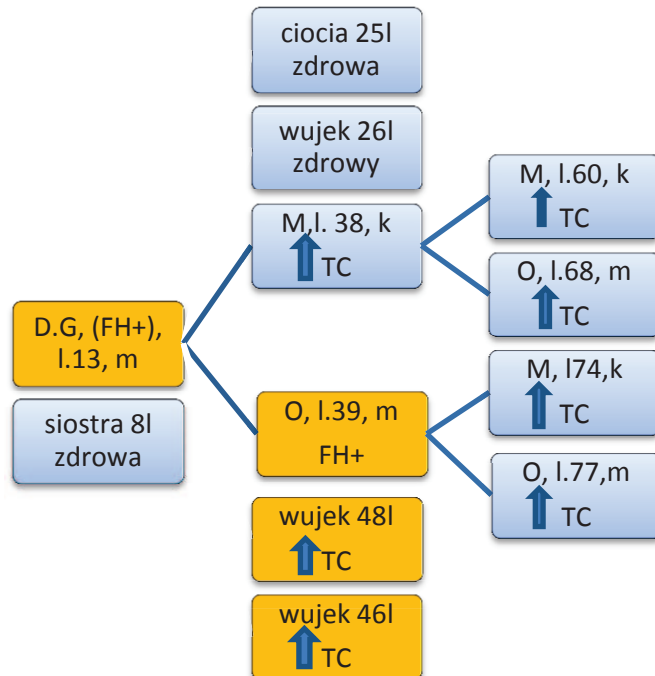 ciocia 25l
zdrowa
wujek 26l
zdrowy
M,l. 38, k
TC
M, l.60, k
TC
O, l.68, m
TC
D.G, (FH+),
l.13, m
siostra 8l
zdrowa
O, l.39, m
FH+
M, l74,k
TC
O, l.77,m
TC
wujek 48l
TC
wujek 46l
TC